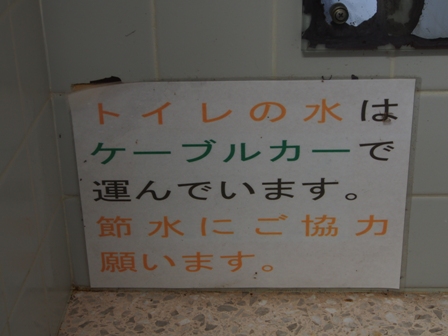 トイレの水は
ケーブルカーで
運んでいます。
節水にご協力
願います。